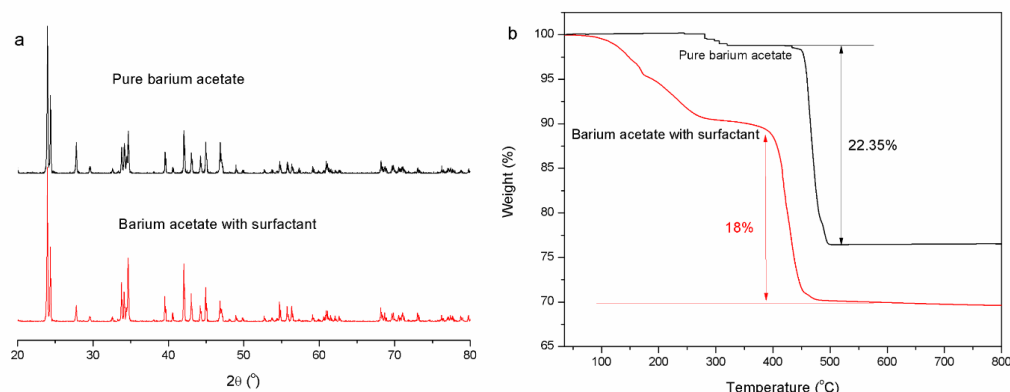 a
Pure barium acetate
Barium acetate with surfactant
20 30 40 50 60 70 80
2θ (°)
b
100
95
90
85
80
75
70
65
Weight (%)
Pure barium acetate
Barium acetate with surfactant
22.35%
18%
100 200 300 400 500 600 700 800
Temperature (°C)